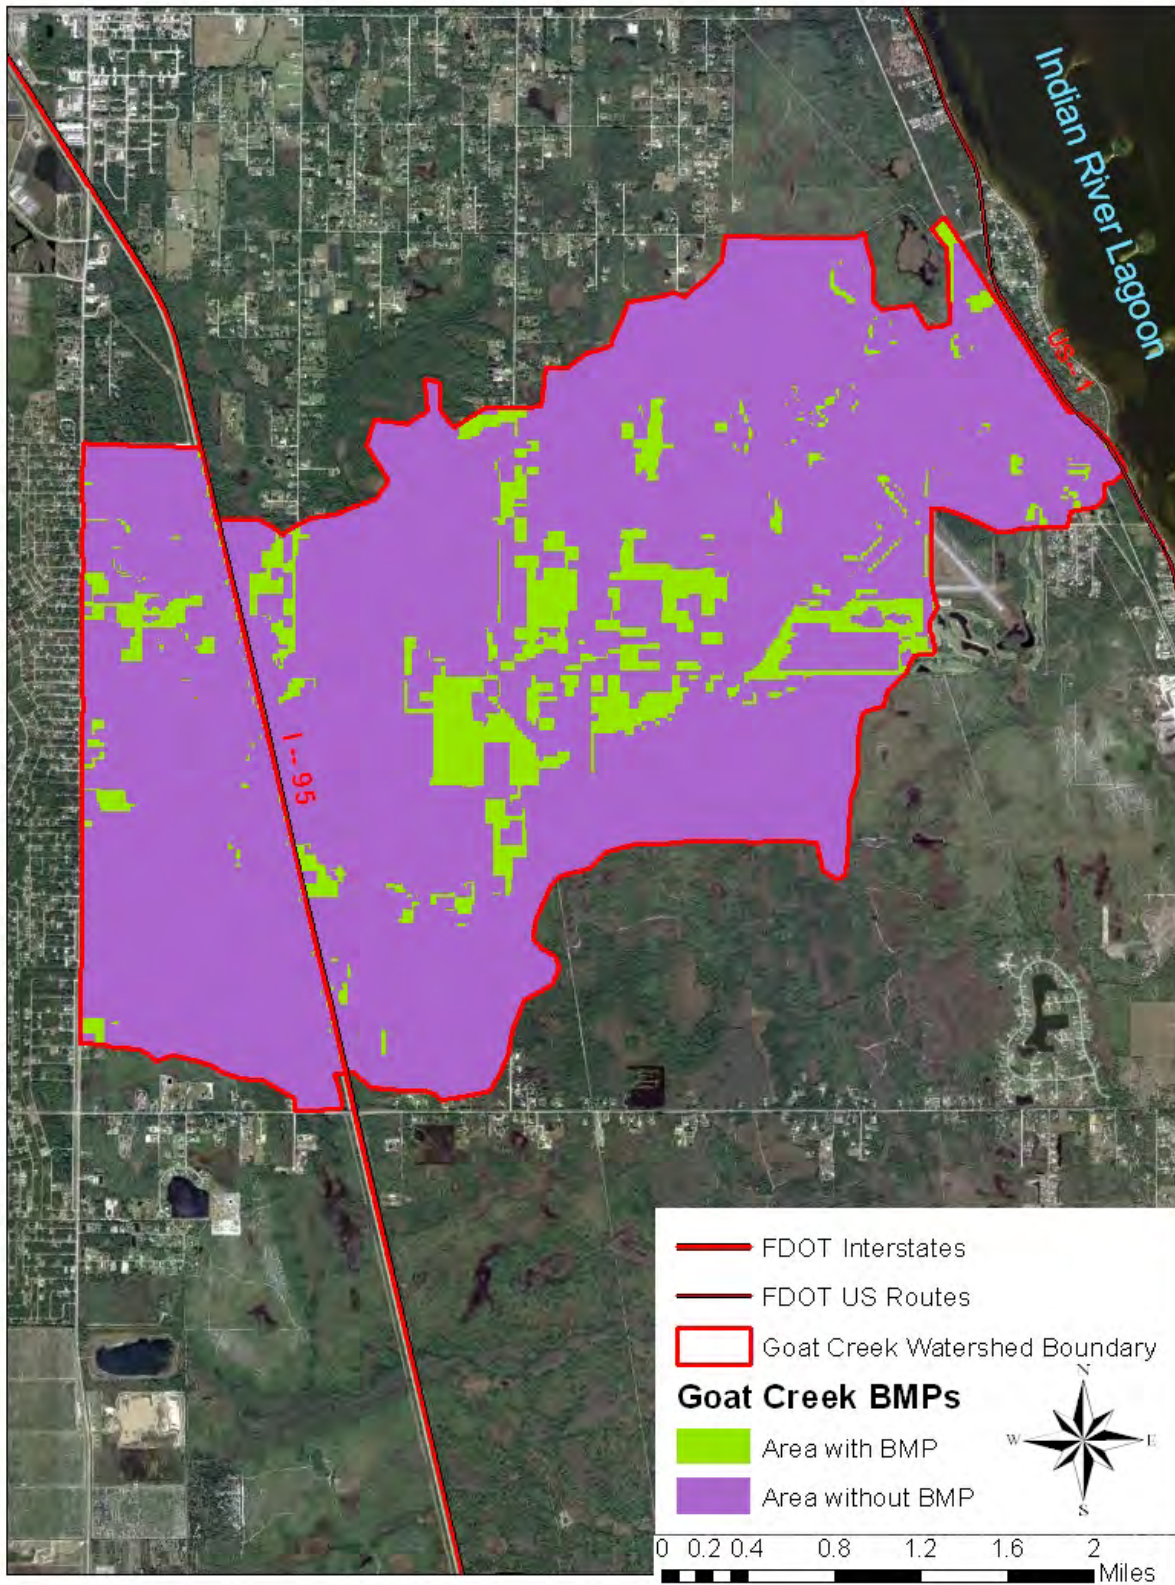 Indian River Lagoon
US--1
I--95
FDOT Interstates
FDOT US Routes
Goat Creek Watershed Boundary
Goat Creek BMPs
Area with BMP
Area without BMP
N
W E
S
0 0.2 0.4 0.8 1.2 1.6 2
Miles